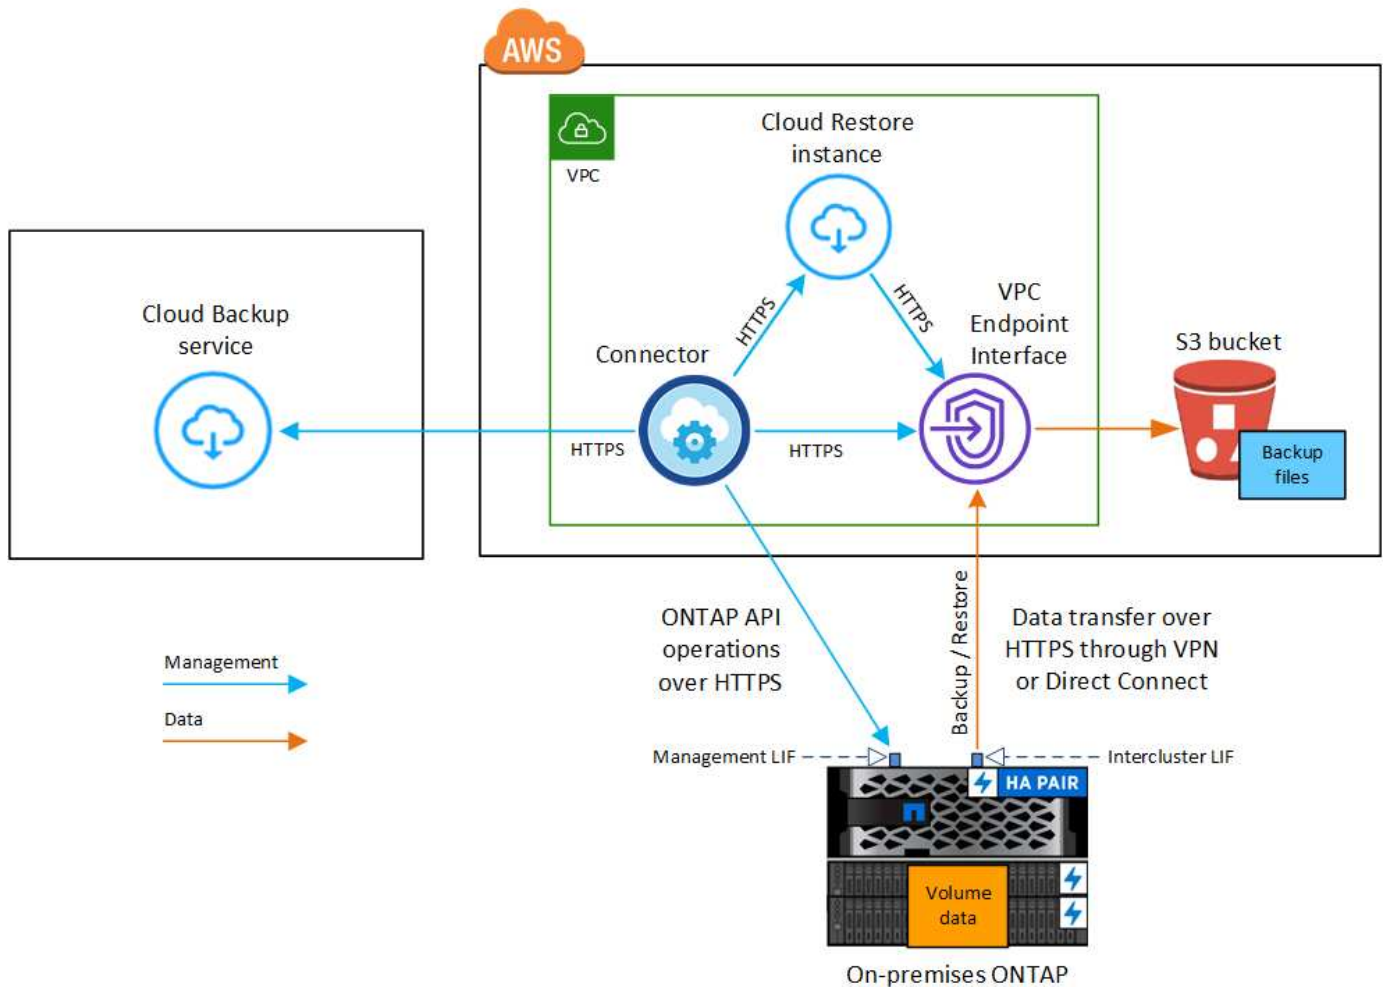 AWS
VPC
Cloud Restore
instance
HTTPS
HTTPS
VPC
Endpoint
Interface
S3 bucket
Backup
files
Connector
HTTPS
HTTPS
Cloud Backup
service
Management
Data
ONTAP API
operations
over HTTPS
Backup / Restore
Data transfer over
HTTPS through VPN
or Direct Connect
Management LIF
Intercluster LIF
HA PAIR
Volume
data
On-premises ONTAP